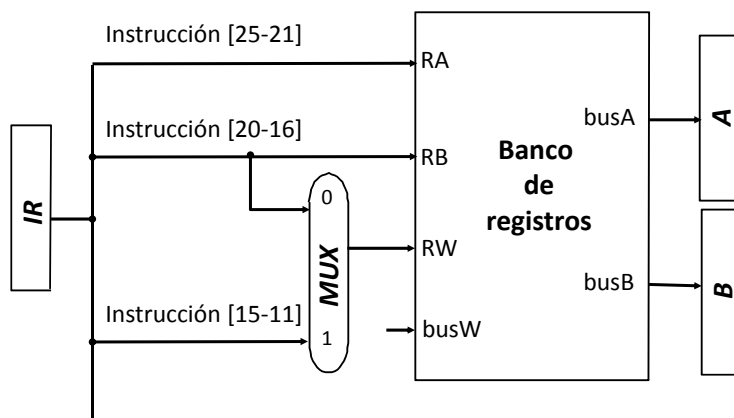 Instrucción [25-21]
RA
busA
A
Instrucción [20-16]
RB
Banco
de
registros
IR
0
MUX
RW
busB
B
Instrucción [15-11]
1
busW